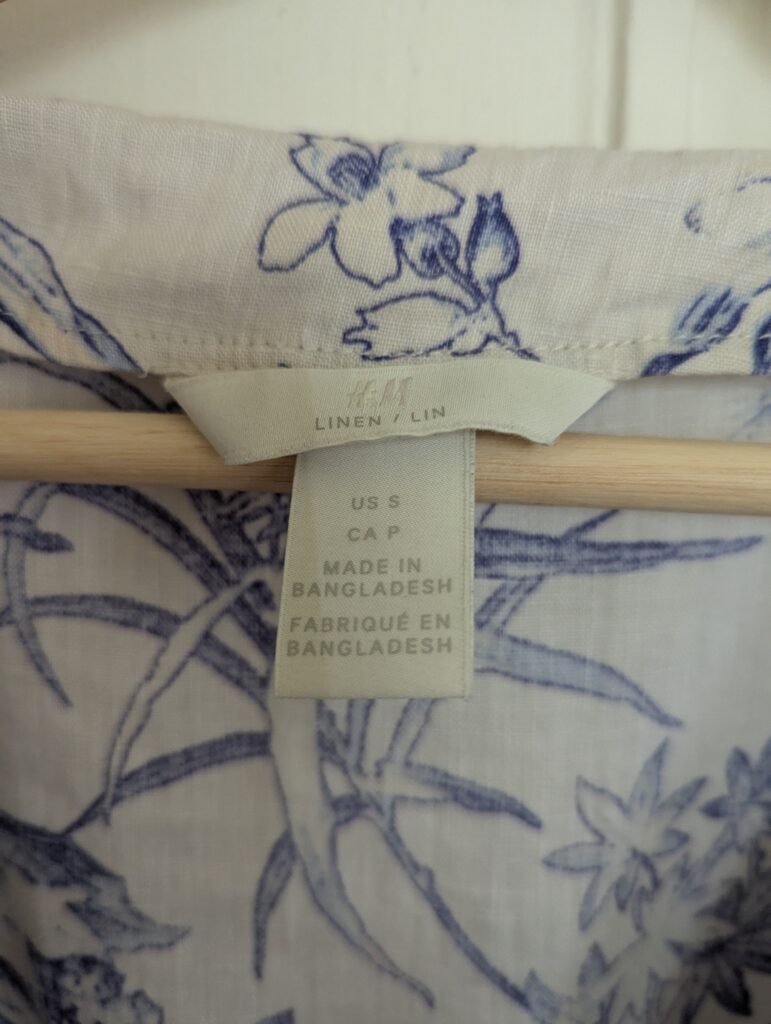 H&M
LINEN / LIN
US S
CA P
MADE IN
BANGLADESH
FABRIQUÉ EN
BANGLADESH